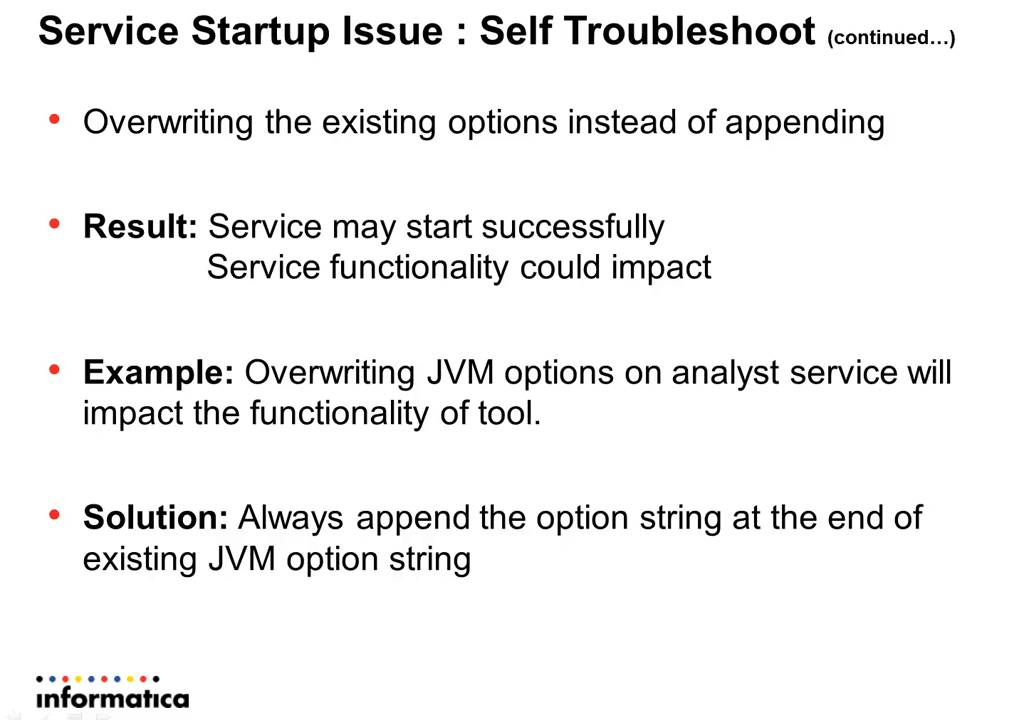 Service Startup Issue : Self Troubleshoot (continued…)
• Overwriting the existing options instead of appending
• Result: Service may start successfully
Service functionality could impact
• Example: Overwriting JVM options on analyst service will
impact the functionality of tool.
• Solution: Always append the option string at the end of
existing JVM option string
informatica